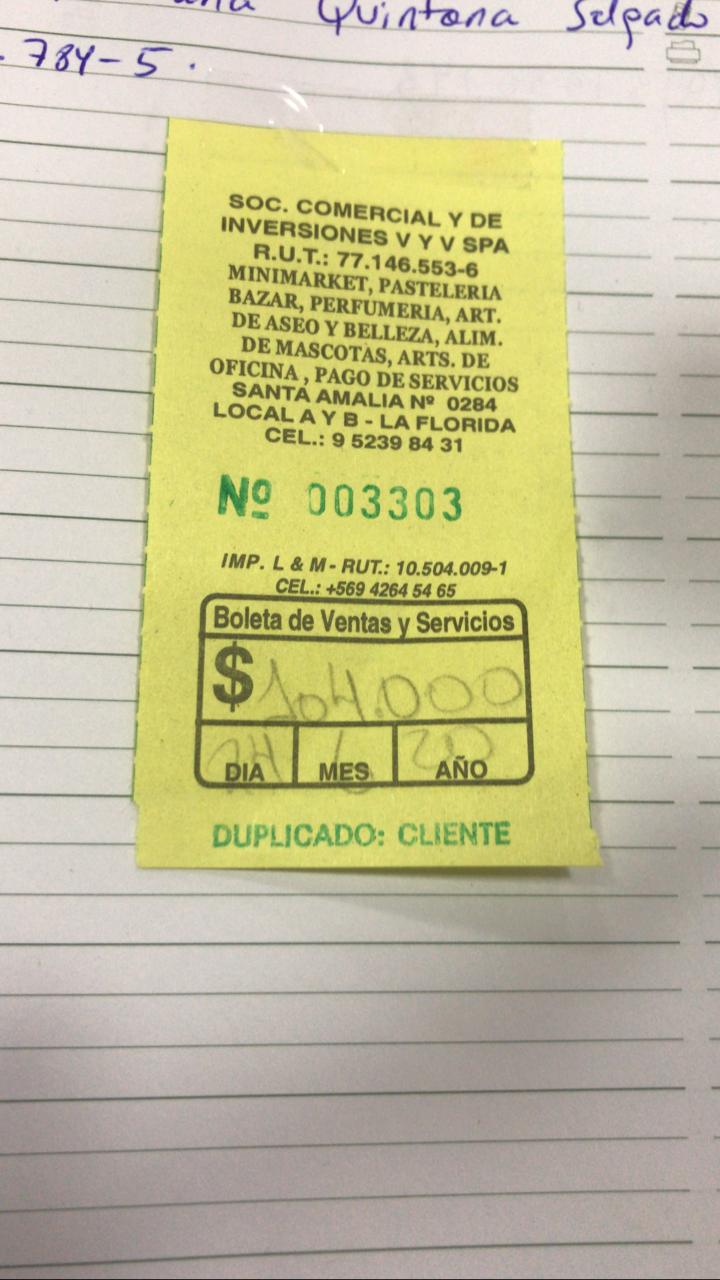 Quintana Salgado
784-5.
SOC. COMERCIAL Y DE
INVERSIONES V Y V SPA
R.U.T.: 77.146.553-6
MINIMARKET, PASTELERIA
BAZAR, PERFUMERIA, ART.
DE ASEO Y BELLEZA, ALIM.
DE MASCOTAS, ARTS. DE
OFICINA , PAGO DE SERVICIOS
SANTA AMALIA Nº 0284
LOCAL A Y B - LA FLORIDA
CEL.: 9 5239 84 31
Nº 003303
IMP. L & M - RUT.: 10.504.009-1
CEL.: +569 4264 54 65
Boleta de Ventas y Servicios
$ 104.000
24 6 20
DIA MES AÑO
DUPLICADO: CLIENTE